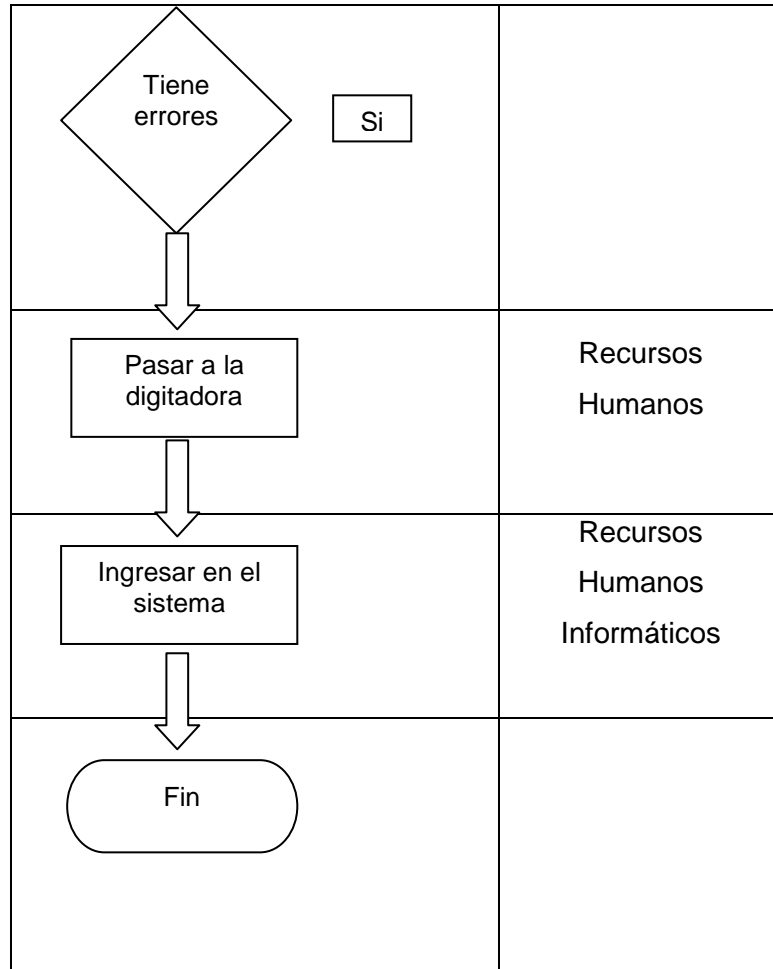 Tiene
errores
Si
Pasar a la
digitadora
Recursos
Humanos
Ingresar en el
sistema
Recursos
Humanos
Informáticos
Fin